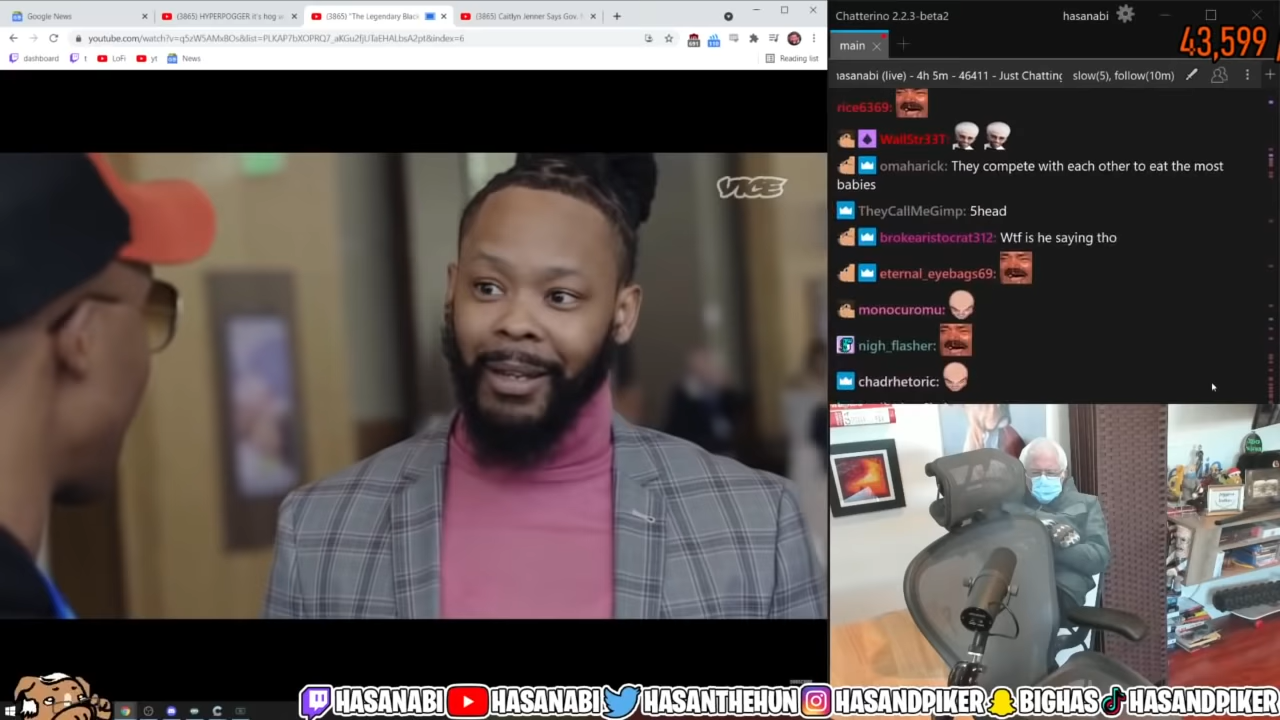 Google News
(3865) HYPERPOGGER it's hog a
(3865) "The Legendary Black
(3865) Caitlyn Jenner Says Gov. N
youtube.com/watch?v=q5zW5AMxBOs&list=PLKAP7bXOPRQ7_aKGu2fjUTaEHALbsA2pt&index=6
dashboard
t
LoFi
yt
News
Reading list
VICE
Chatterino 2.2.3-beta2
hasanabi
43,599
main
hasanabi (live) - 4h 5m - 46411 - Just Chatting
slow(5), follow(10m)
rice6369:
WallStr33T:
omaharick: They compete with each other to eat the most
babies
TheyCallMeGimp: 5head
brokearistocrat312: Wtf is he saying tho
eternal_eyebags69:
monocuromu:
nigh_flasher:
chadrhetoric:
HASANABI HASANABI HASANTHEHUN HASANDPIKER BIGHAS HASANDPIKER